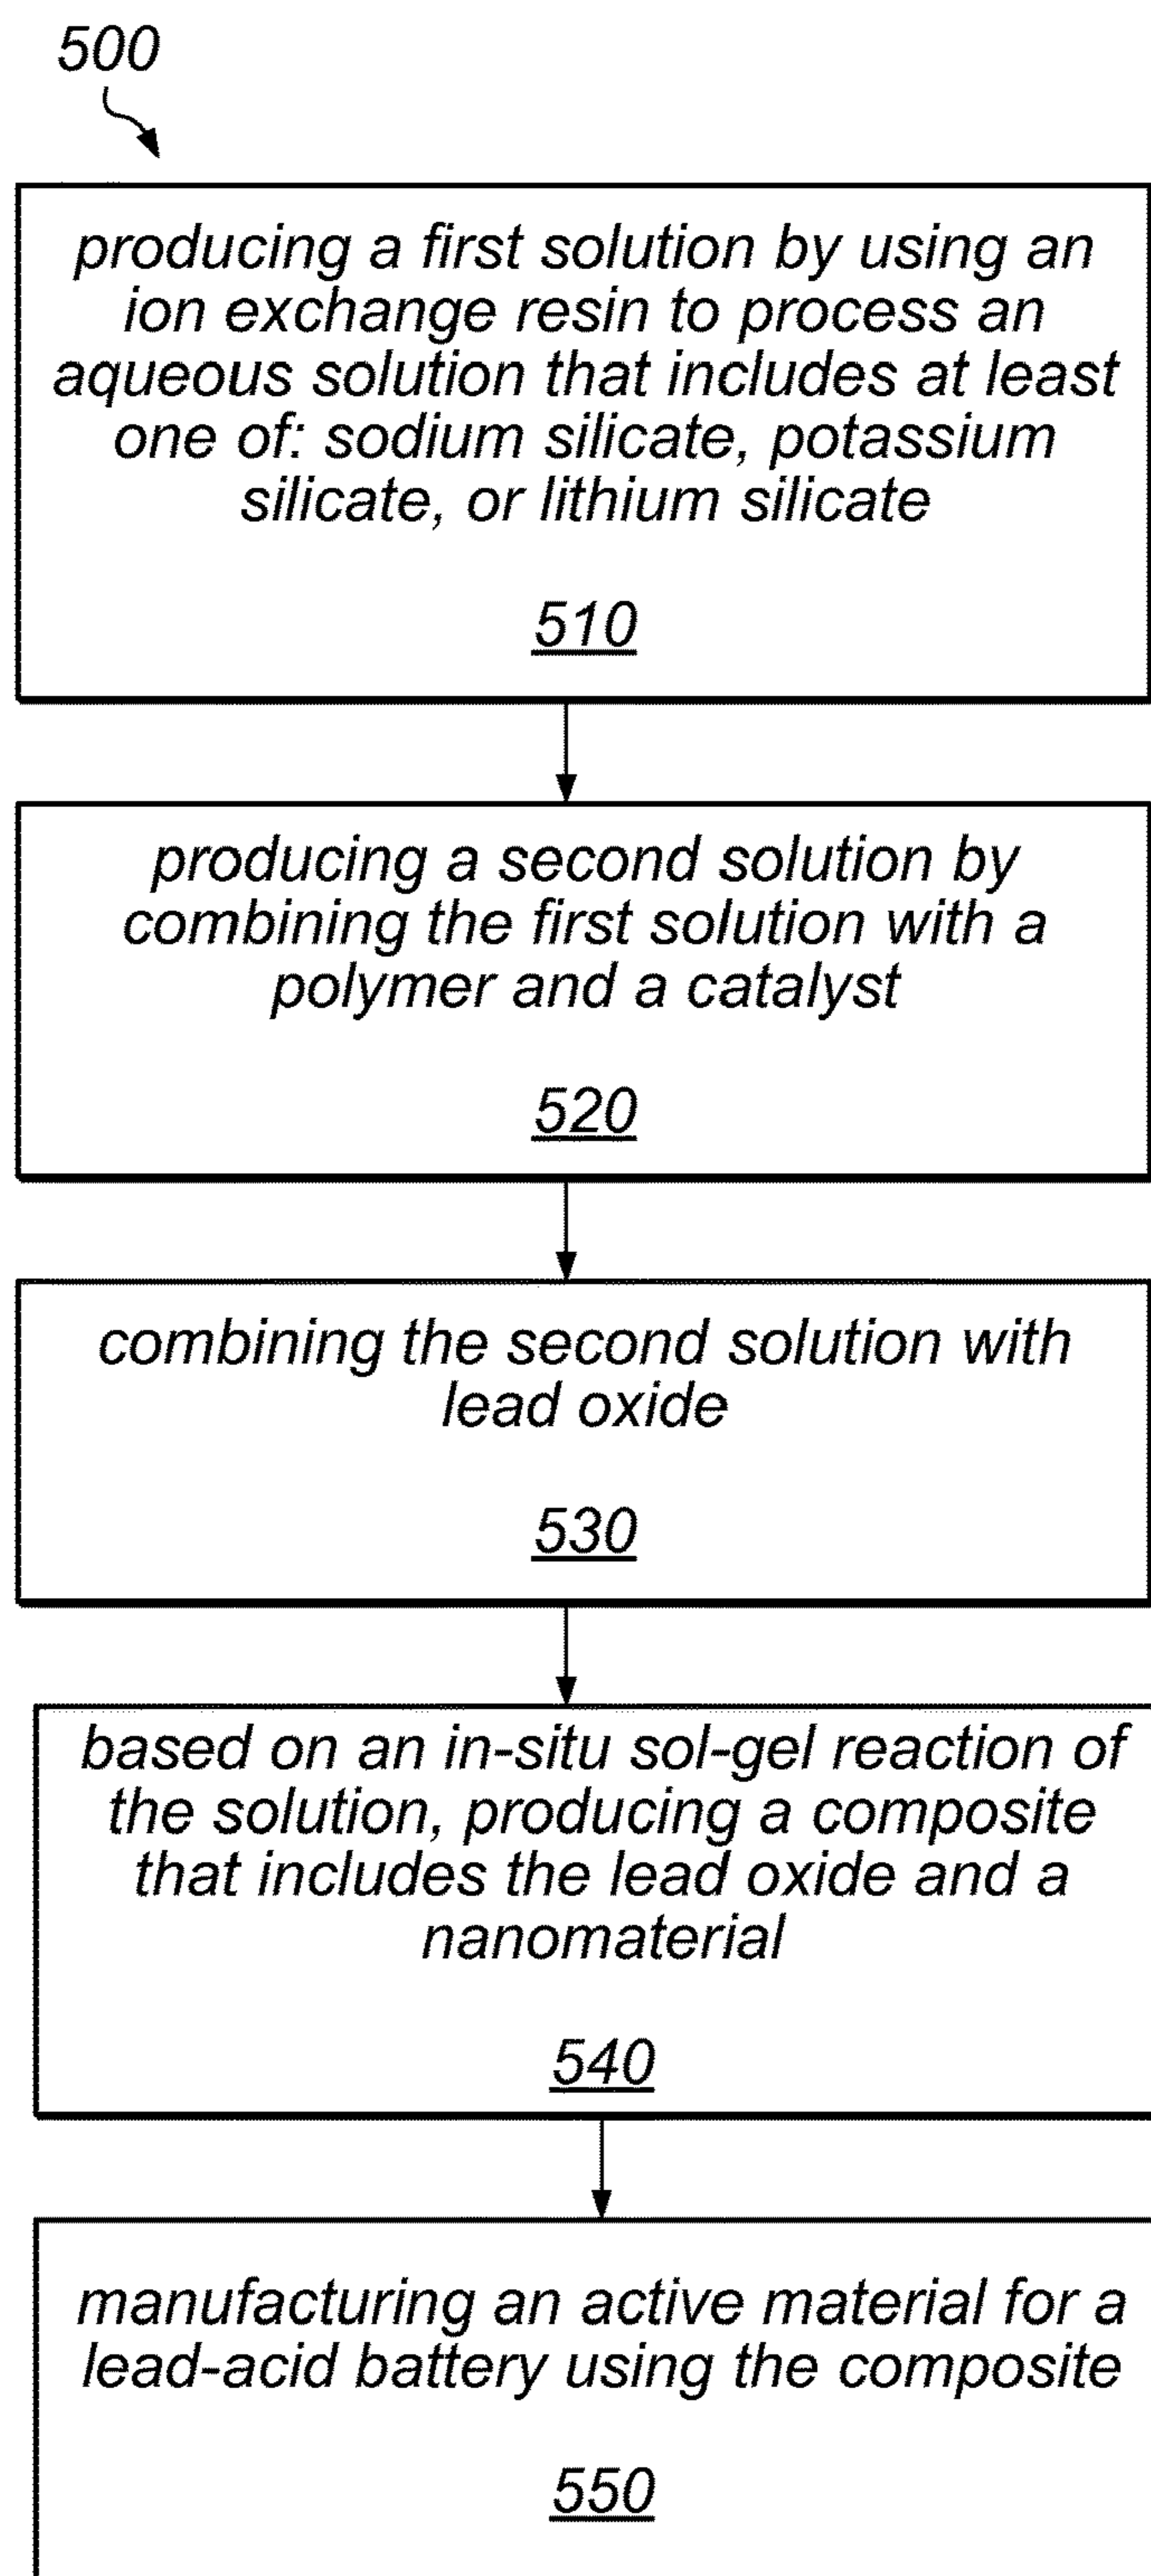 500
producing a first solution by using an
ion exchange resin to process an
aqueous solution that includes at least
one of: sodium silicate, potassium
silicate, or lithium silicate
510
producing a second solution by
combining the first solution with a
polymer and a catalyst
520
combining the second solution with
lead oxide
530
based on an in-situ sol-gel reaction of
the solution, producing a composite
that includes the lead oxide and a
nanomaterial
540
manufacturing an active material for a
lead-acid battery using the composite
550